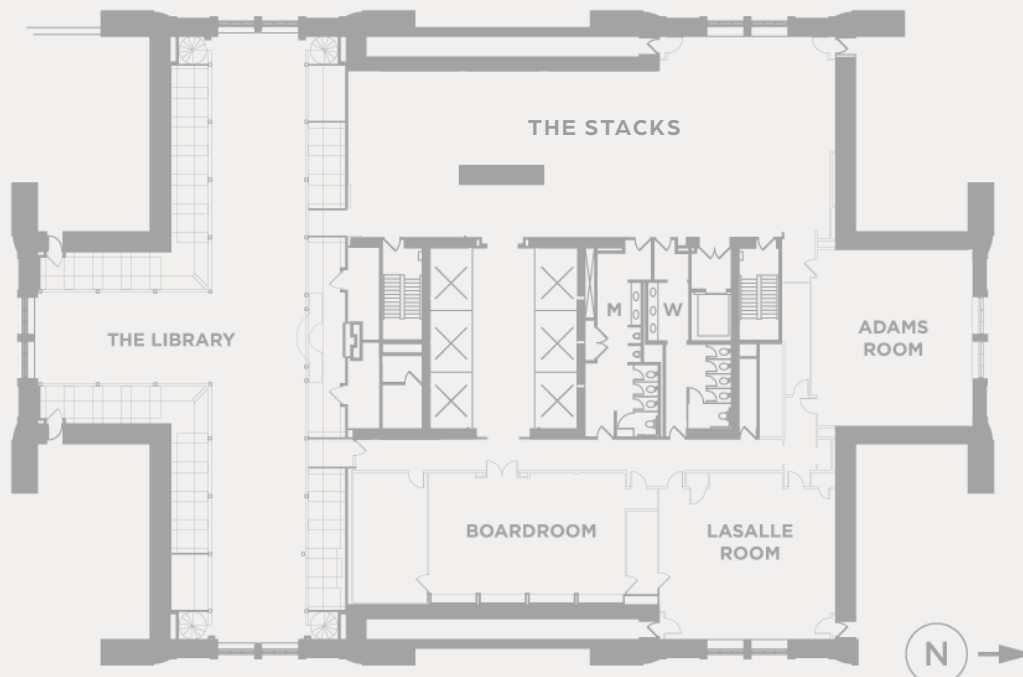 THE STACKS
M
W
THE LIBRARY
ADAMS
ROOM
BOARDROOM
LASALLE
ROOM
N